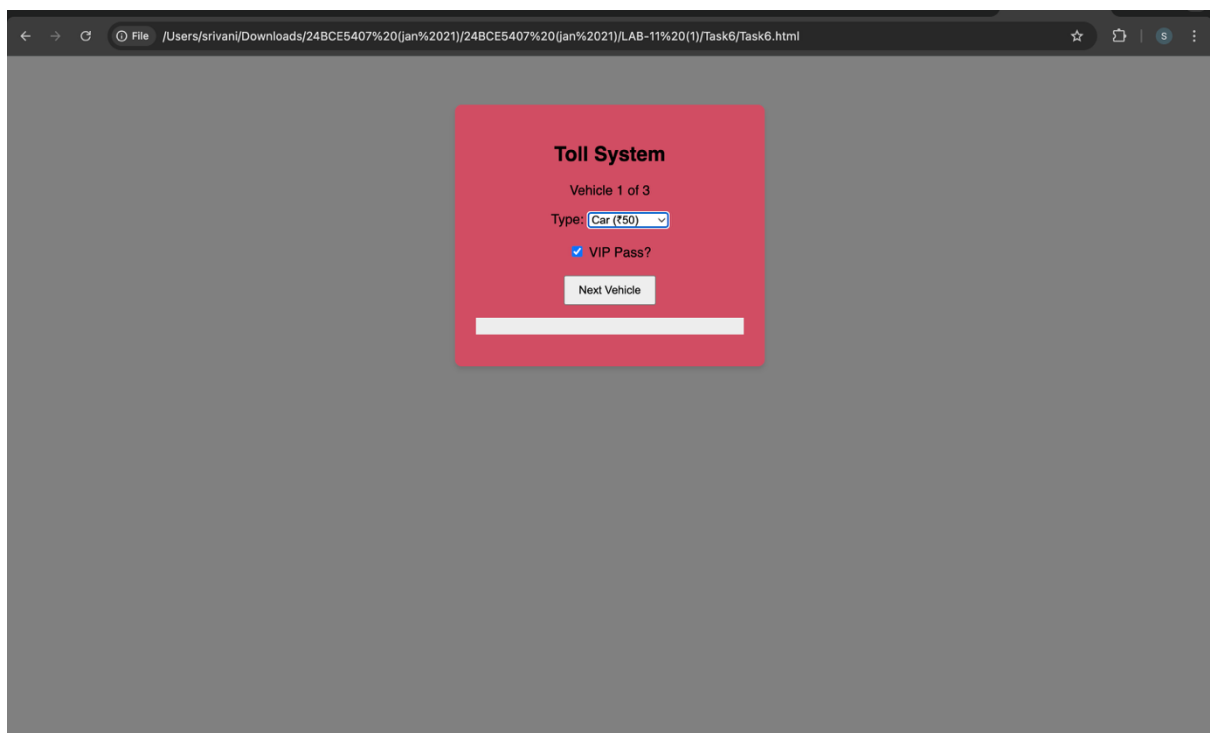 File /Users/srivani/Downloads/24BCE5407%20(jan%2021)/24BCE5407%20(jan%2021)/LAB-11%20(1)/Task6/Task6.html
S
Toll System
Vehicle 1 of 3
Type: Car (₹50)
VIP Pass?
Next Vehicle